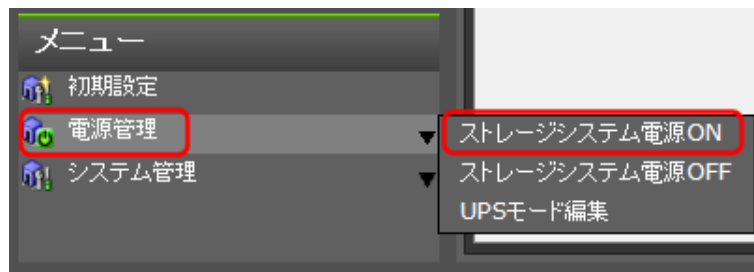 メニュー
初期設定
電源管理
ストレージシステム電源ON
システム管理
ストレージシステム電源OFF
UPSモード編集